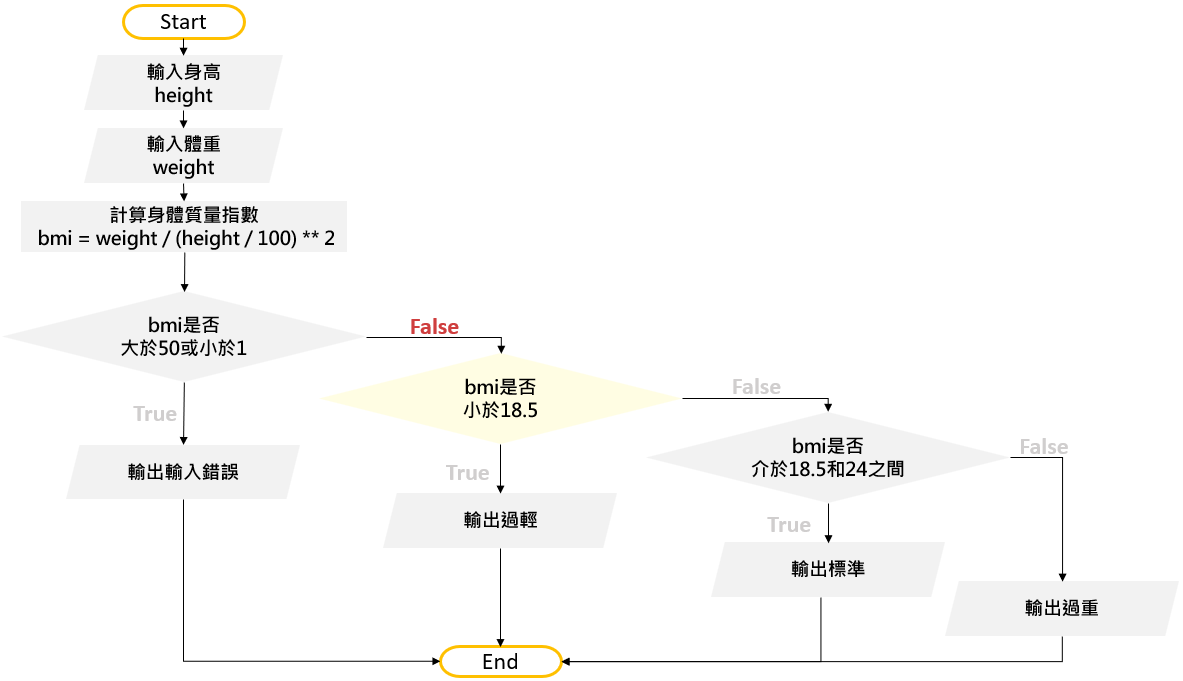 Start
輸入身高
height
輸入體重
weight
計算身體質量指數
bmi = weight / (height / 100) ** 2
bmi是否
大於50或小於1
False
True
輸出輸入錯誤
bmi是否
小於18.5
False
True
輸出過輕
bmi是否
介於18.5和24之間
False
True
輸出標準
輸出過重
End